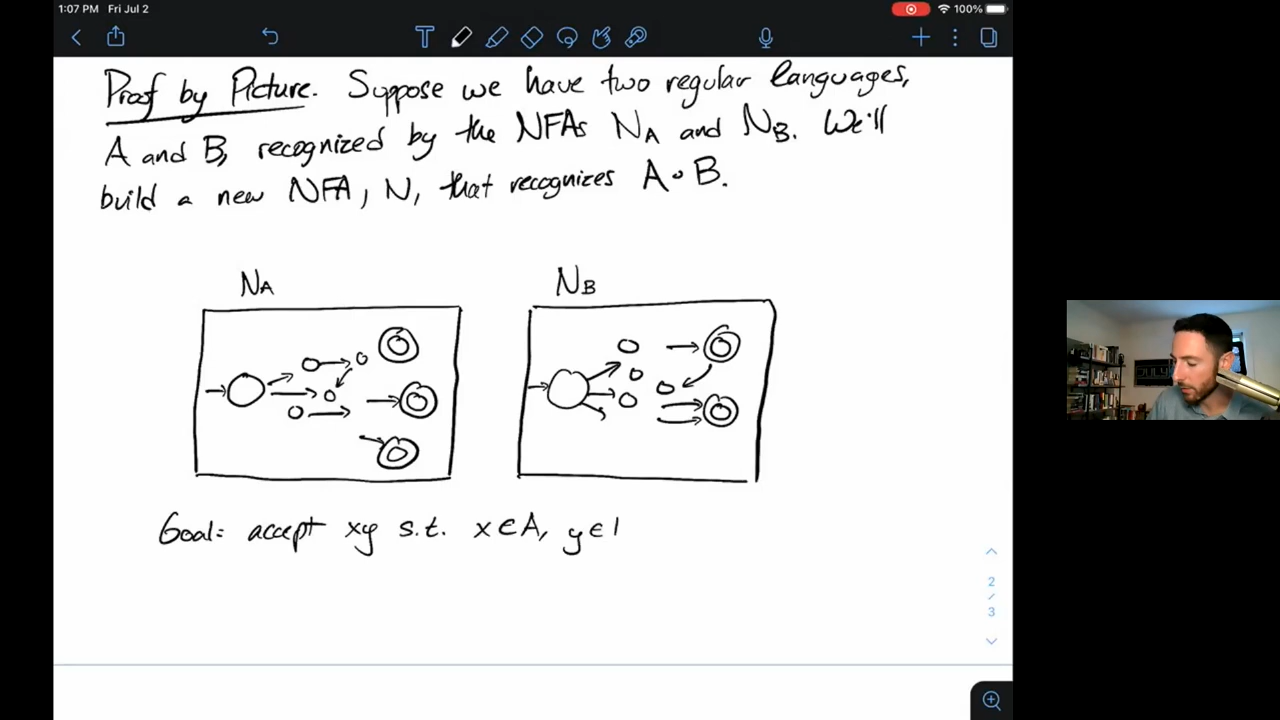 1:07 PM Fri Jul 2
100%
Proof by Picture. Suppose we have two regular languages,
A and B, recognized by the NFAs NA and NB. We'll
build a new NFA, N, that recognizes A∘B.
NA
NB
Goal: accept xy s.t. x∈A, y∈
2
/
3